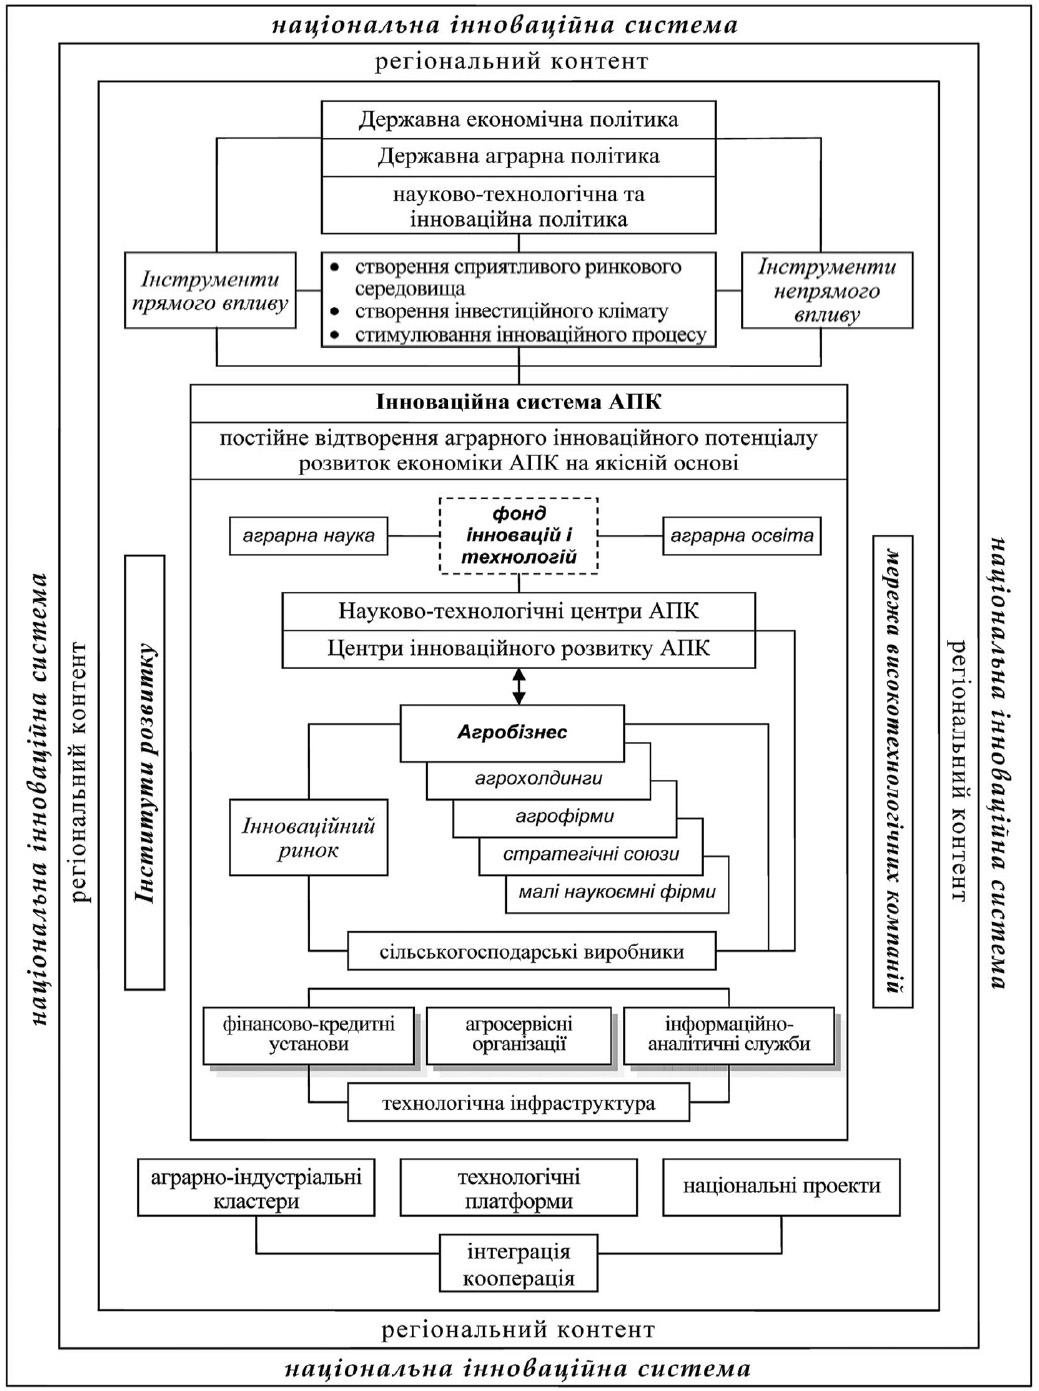 національна інноваційна система
регіональний контент
Державна економічна політика
Державна аграрна політика
науково-технологічна та
інноваційна політика
Інструменти
прямого впливу
• створення сприятливого ринкового
середовища
• створення інвестиційного клімату
• стимулювання інноваційного процесу
Інструменти
непрямого
впливу
Інноваційна система АПК
постійне відтворення аграрного інноваційного потенціалу
розвиток економіки АПК на якісній основі
аграрна наука
фонд
інновацій і
технологій
аграрна освіта
Науково-технологічні центри АПК
Центри інноваційного розвитку АПК
національна інноваційна система
регіональний контент
Інститути розвитку
Агробізнес
агрохолдинги
агрофірми
стратегічні союзи
малі наукоємні фірми
Інноваційний
ринок
сільськогосподарські виробники
мережа високотехнологічних компаній
регіональний контент
національна інноваційна система
фінансово-кредитні
установи
агросервісні
організації
інформаційно-
аналітичні служби
технологічна інфраструктура
аграрно-індустріальні
кластери
технологічні
платформи
національні проекти
інтеграція
кооперація
регіональний контент
національна інноваційна система